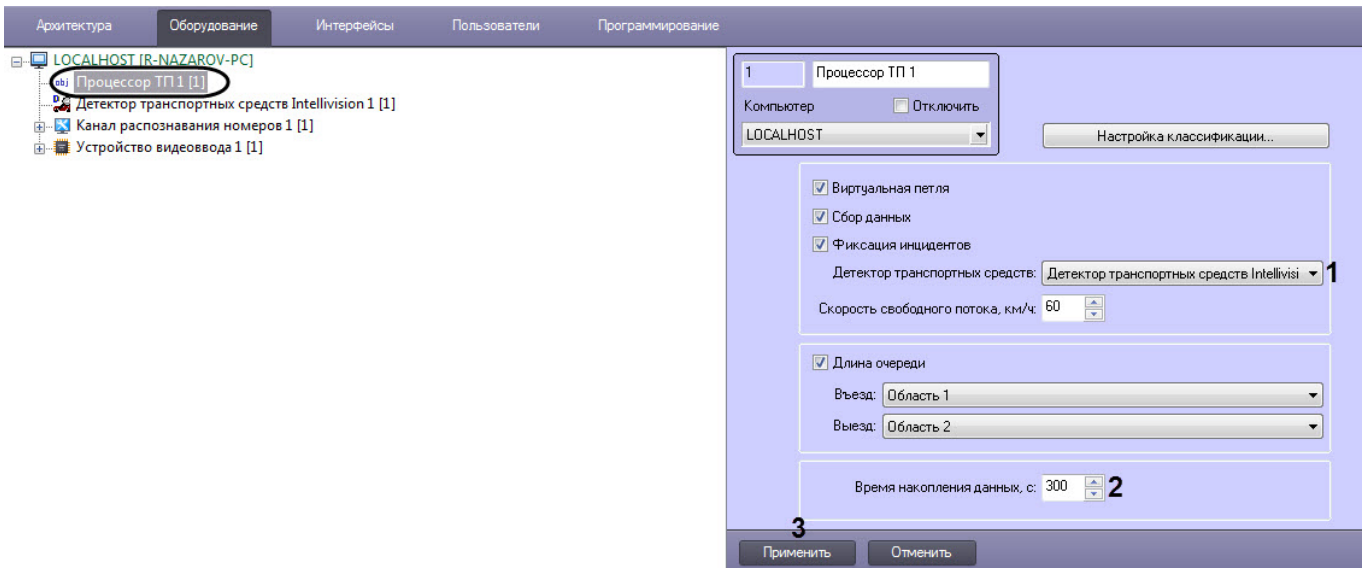 Архитектура Оборудование Интерфейсы Пользователи Программирование
LOCALHOST [R-NAZAROV-PC]
obj Процессор ТП 1 [1]
Детектор транспортных средств Intellivision 1 [1]
Канал распознавания номеров 1 [1]
Устройство видеоввода 1 [1]
1 Процессор ТП 1
Компьютер Отключить
LOCALHOST Настройка классификации...
Виртуальная петля
Сбор данных
Фиксация инцидентов
Детектор транспортных средств: Детектор транспортных средств Intellivisi 1
Скорость свободного потока, км/ч: 60
Длина очереди
Въезд: Область 1
Выезд: Область 2
Время накопления данных, с: 300 2
3
Применить Отменить